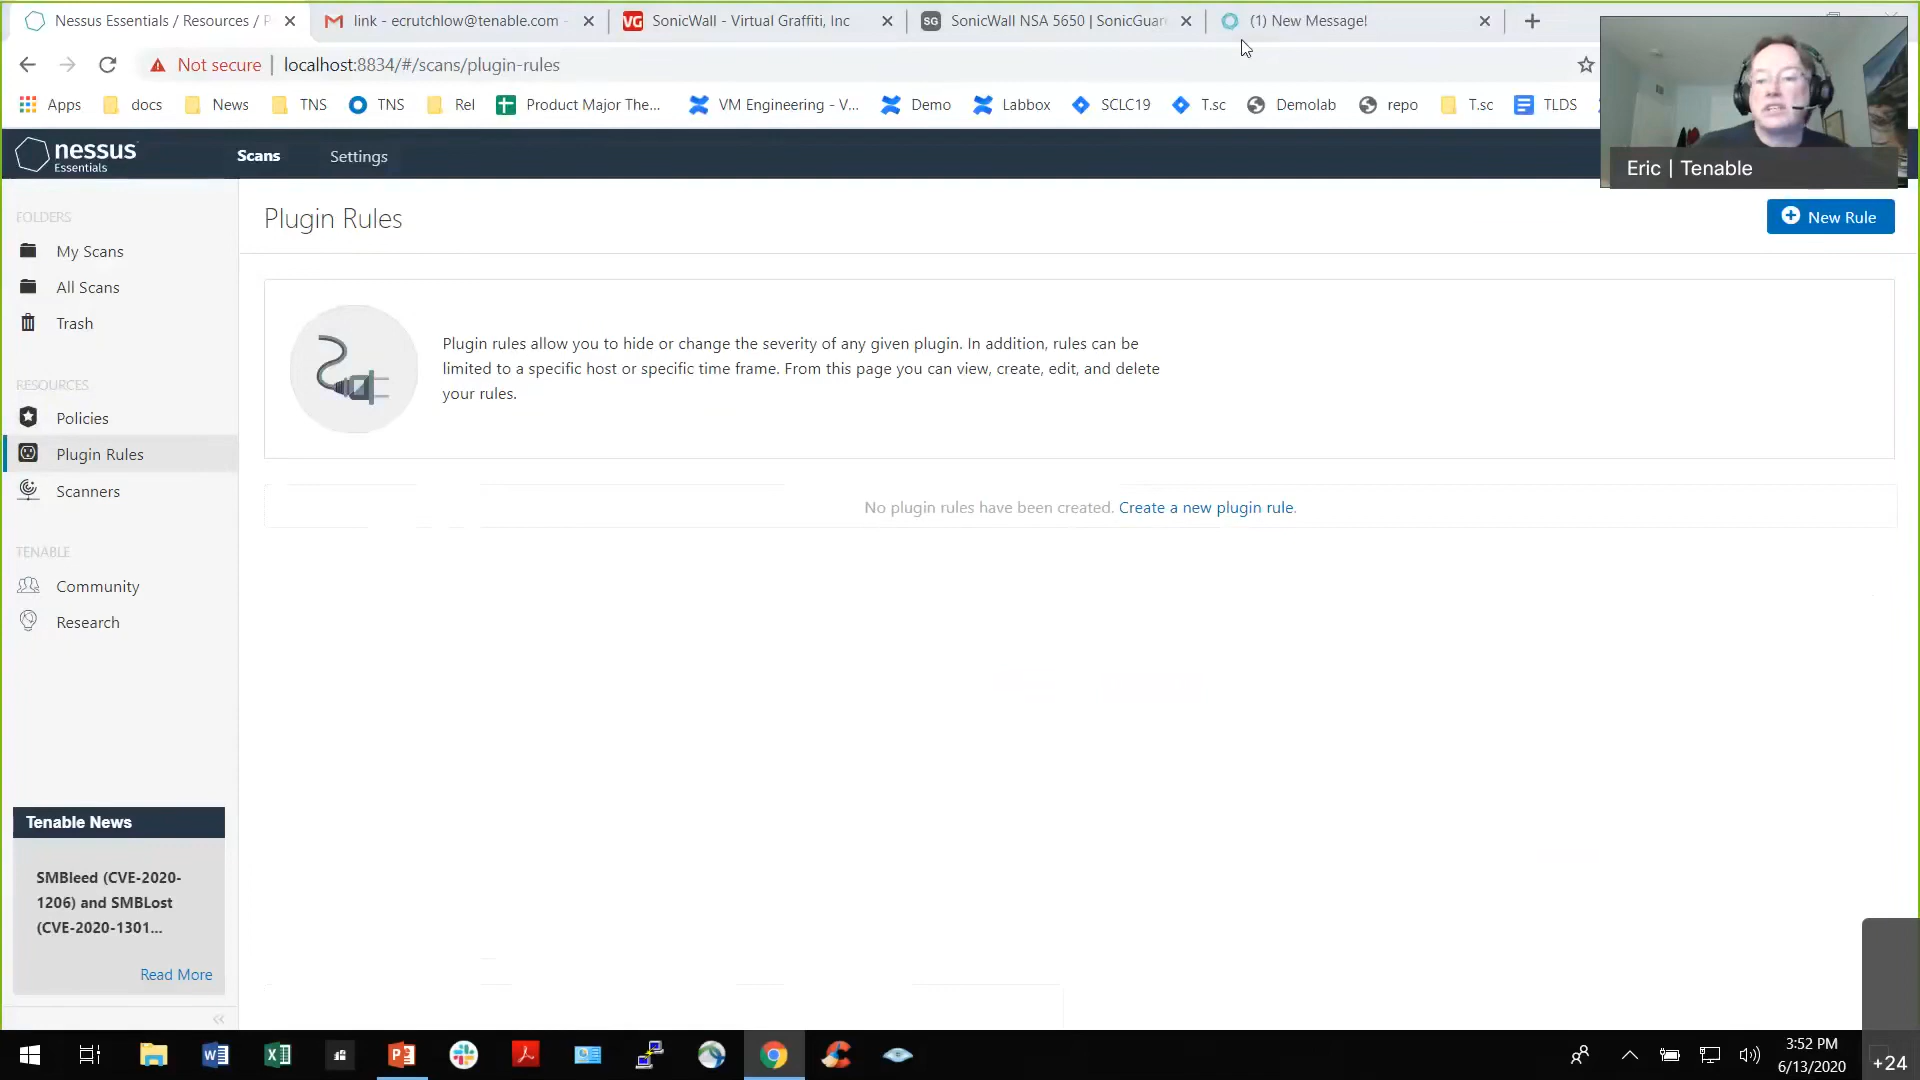 Nessus Essentials / Resources / P
link - ecrutchlow@tenable.com -
VG SonicWall - Virtual Graffiti, Inc
SG SonicWall NSA 5650 | SonicGuar
(1) New Message!
Not secure | localhost:8834/#/scans/plugin-rules
Apps docs News TNS TNS Rel Product Major The... VM Engineering - V... Demo Labbox SCLC19 T.sc Demolab repo T.sc TLDS
Eric | Tenable
nessus
Essentials
Scans
Settings
FOLDERS
My Scans
All Scans
Trash
RESOURCES
Policies
Plugin Rules
Scanners
TENABLE
Community
Research
Plugin Rules
New Rule
Plugin rules allow you to hide or change the severity of any given plugin. In addition, rules can be
limited to a specific host or specific time frame. From this page you can view, create, edit, and delete
your rules.
No plugin rules have been created. Create a new plugin rule.
Tenable News
SMBleed (CVE-2020-
1206) and SMBLost
(CVE-2020-1301...
Read More
3:52 PM
6/13/2020
+24